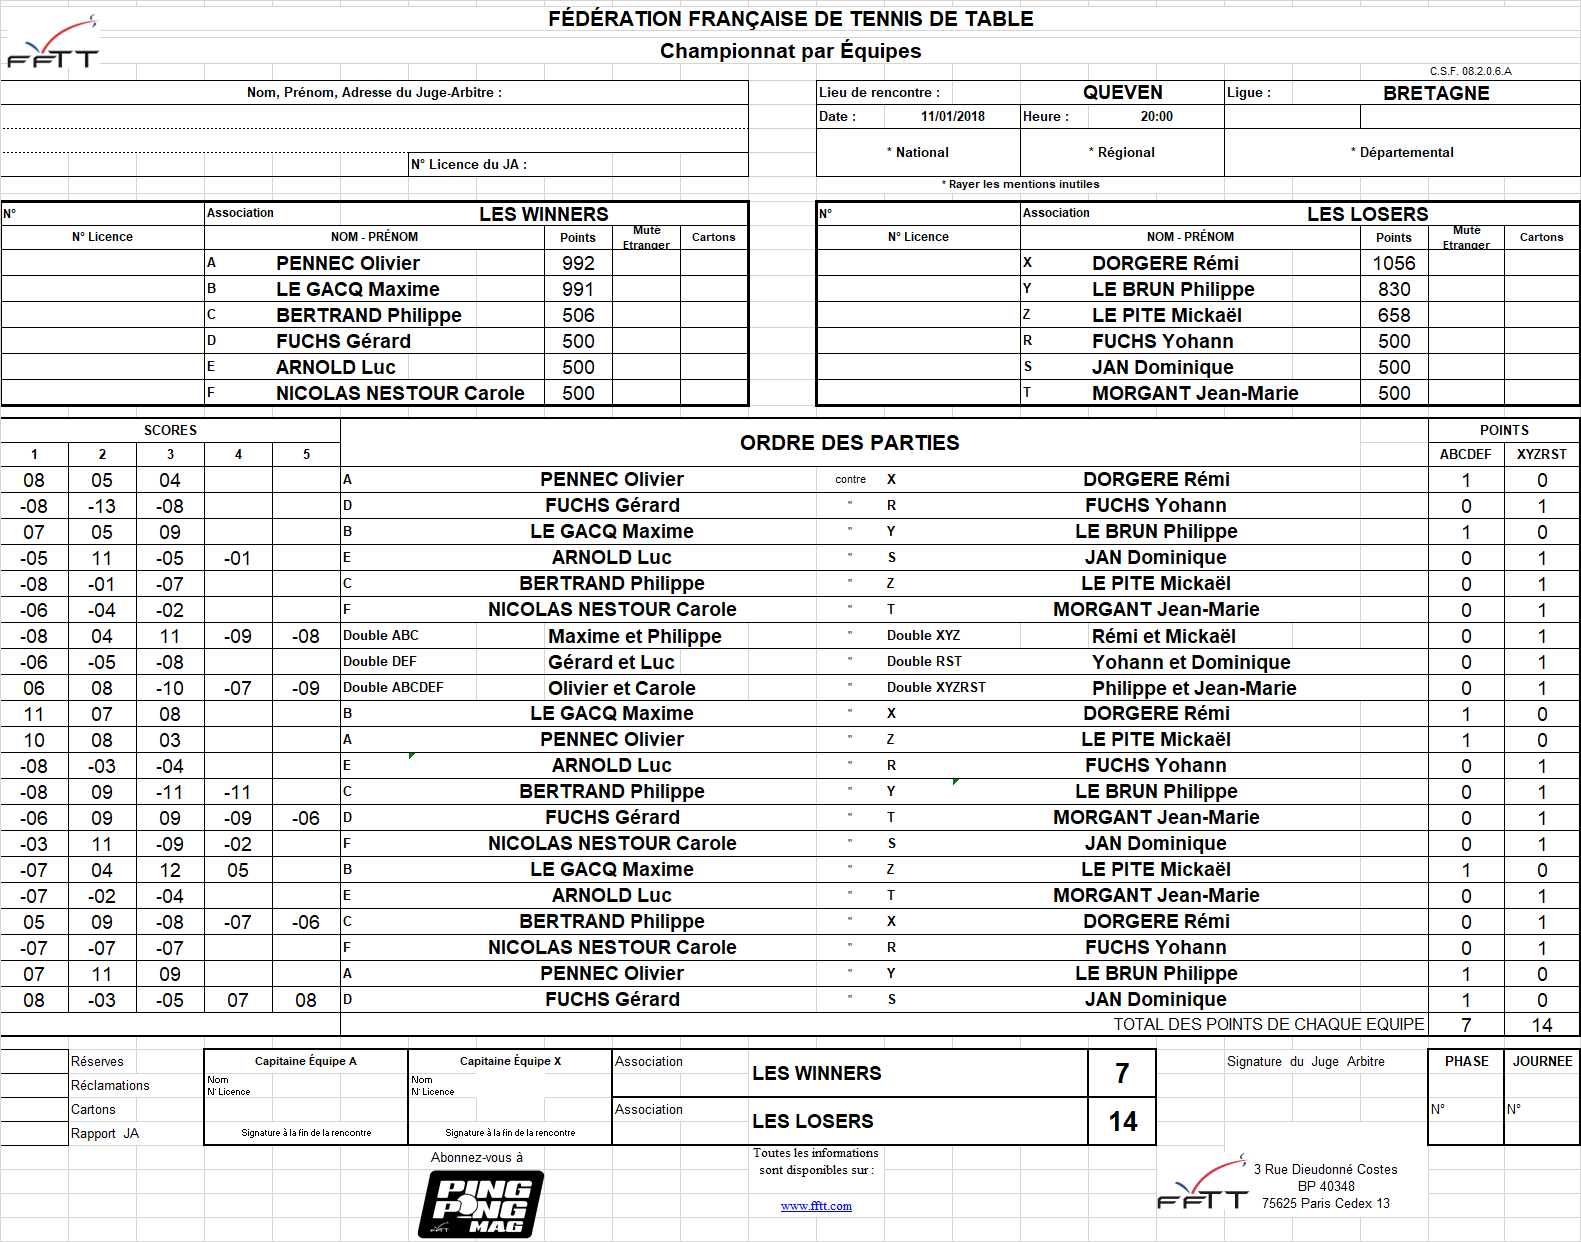 FÉDÉRATION FRANÇAISE DE TENNIS DE TABLE
FFTT
Championnat par Équipes
C.S.F. 08.2.0.6.A
Nom, Prénom, Adresse du Juge-Arbitre :
Lieu de rencontre : QUEVEN Ligue : BRETAGNE
Date : 11/01/2018 Heure : 20:00
* National * Régional * Départemental
N° Licence du JA :
* Rayer les mentions inutiles
N° Association LES WINNERS
N° Licence NOM - PRÉNOM Points Muté Etranger Cartons
A PENNEC Olivier 992
B LE GACQ Maxime 991
C BERTRAND Philippe 506
D FUCHS Gérard 500
E ARNOLD Luc 500
F NICOLAS NESTOUR Carole 500
N° Association LES LOSERS
N° Licence NOM - PRÉNOM Points Muté Etranger Cartons
X DORGERE Rémi 1056
Y LE BRUN Philippe 830
Z LE PITE Mickaël 658
R FUCHS Yohann 500
S JAN Dominique 500
T MORGANT Jean-Marie 500
SCORES ORDRE DES PARTIES POINTS
1 2 3 4 5 ABCDEF XYZRST
08 05 04 A PENNEC Olivier contre X DORGERE Rémi 1 0
-08 -13 -08 D FUCHS Gérard " R FUCHS Yohann 0 1
07 05 09 B LE GACQ Maxime " Y LE BRUN Philippe 1 0
-05 11 -05 -01 E ARNOLD Luc " S JAN Dominique 0 1
-08 -01 -07 C BERTRAND Philippe " Z LE PITE Mickaël 0 1
-06 -04 -02 F NICOLAS NESTOUR Carole " T MORGANT Jean-Marie 0 1
-08 04 11 -09 -08 Double ABC Maxime et Philippe " Double XYZ Rémi et Mickaël 0 1
-06 -05 -08 Double DEF Gérard et Luc " Double RST Yohann et Dominique 0 1
06 08 -10 -07 -09 Double ABCDEF Olivier et Carole " Double XYZRST Philippe et Jean-Marie 0 1
11 07 08 B LE GACQ Maxime " X DORGERE Rémi 1 0
10 08 03 A PENNEC Olivier " Z LE PITE Mickaël 1 0
-08 -03 -04 E ARNOLD Luc " R FUCHS Yohann 0 1
-08 09 -11 -11 C BERTRAND Philippe " Y LE BRUN Philippe 0 1
-06 09 09 -09 -06 D FUCHS Gérard " T MORGANT Jean-Marie 0 1
-03 11 -09 -02 F NICOLAS NESTOUR Carole " S JAN Dominique 0 1
-07 04 12 05 B LE GACQ Maxime " Z LE PITE Mickaël 1 0
-07 -02 -04 E ARNOLD Luc " T MORGANT Jean-Marie 0 1
05 09 -08 -07 -06 C BERTRAND Philippe " X DORGERE Rémi 0 1
-07 -07 -07 F NICOLAS NESTOUR Carole " R FUCHS Yohann 0 1
07 11 09 A PENNEC Olivier " Y LE BRUN Philippe 1 0
08 -03 -05 07 08 D FUCHS Gérard " S JAN Dominique 1 0
TOTAL DES POINTS DE CHAQUE EQUIPE 7 14
Réserves
Réclamations
Cartons
Rapport JA
Capitaine Équipe A
Nom
N° Licence
Signature à la fin de la rencontre
Capitaine Équipe X
Nom
N° Licence
Signature à la fin de la rencontre
Association LES WINNERS 7
Association LES LOSERS 14
Signature du Juge Arbitre
PHASE JOURNEE
N° N°
Abonnez-vous à
PING
PONG
MAG
FFTT
Toutes les informations
sont disponibles sur :
www.fftt.com
FFTT
3 Rue Dieudonné Costes
BP 40348
75625 Paris Cedex 13